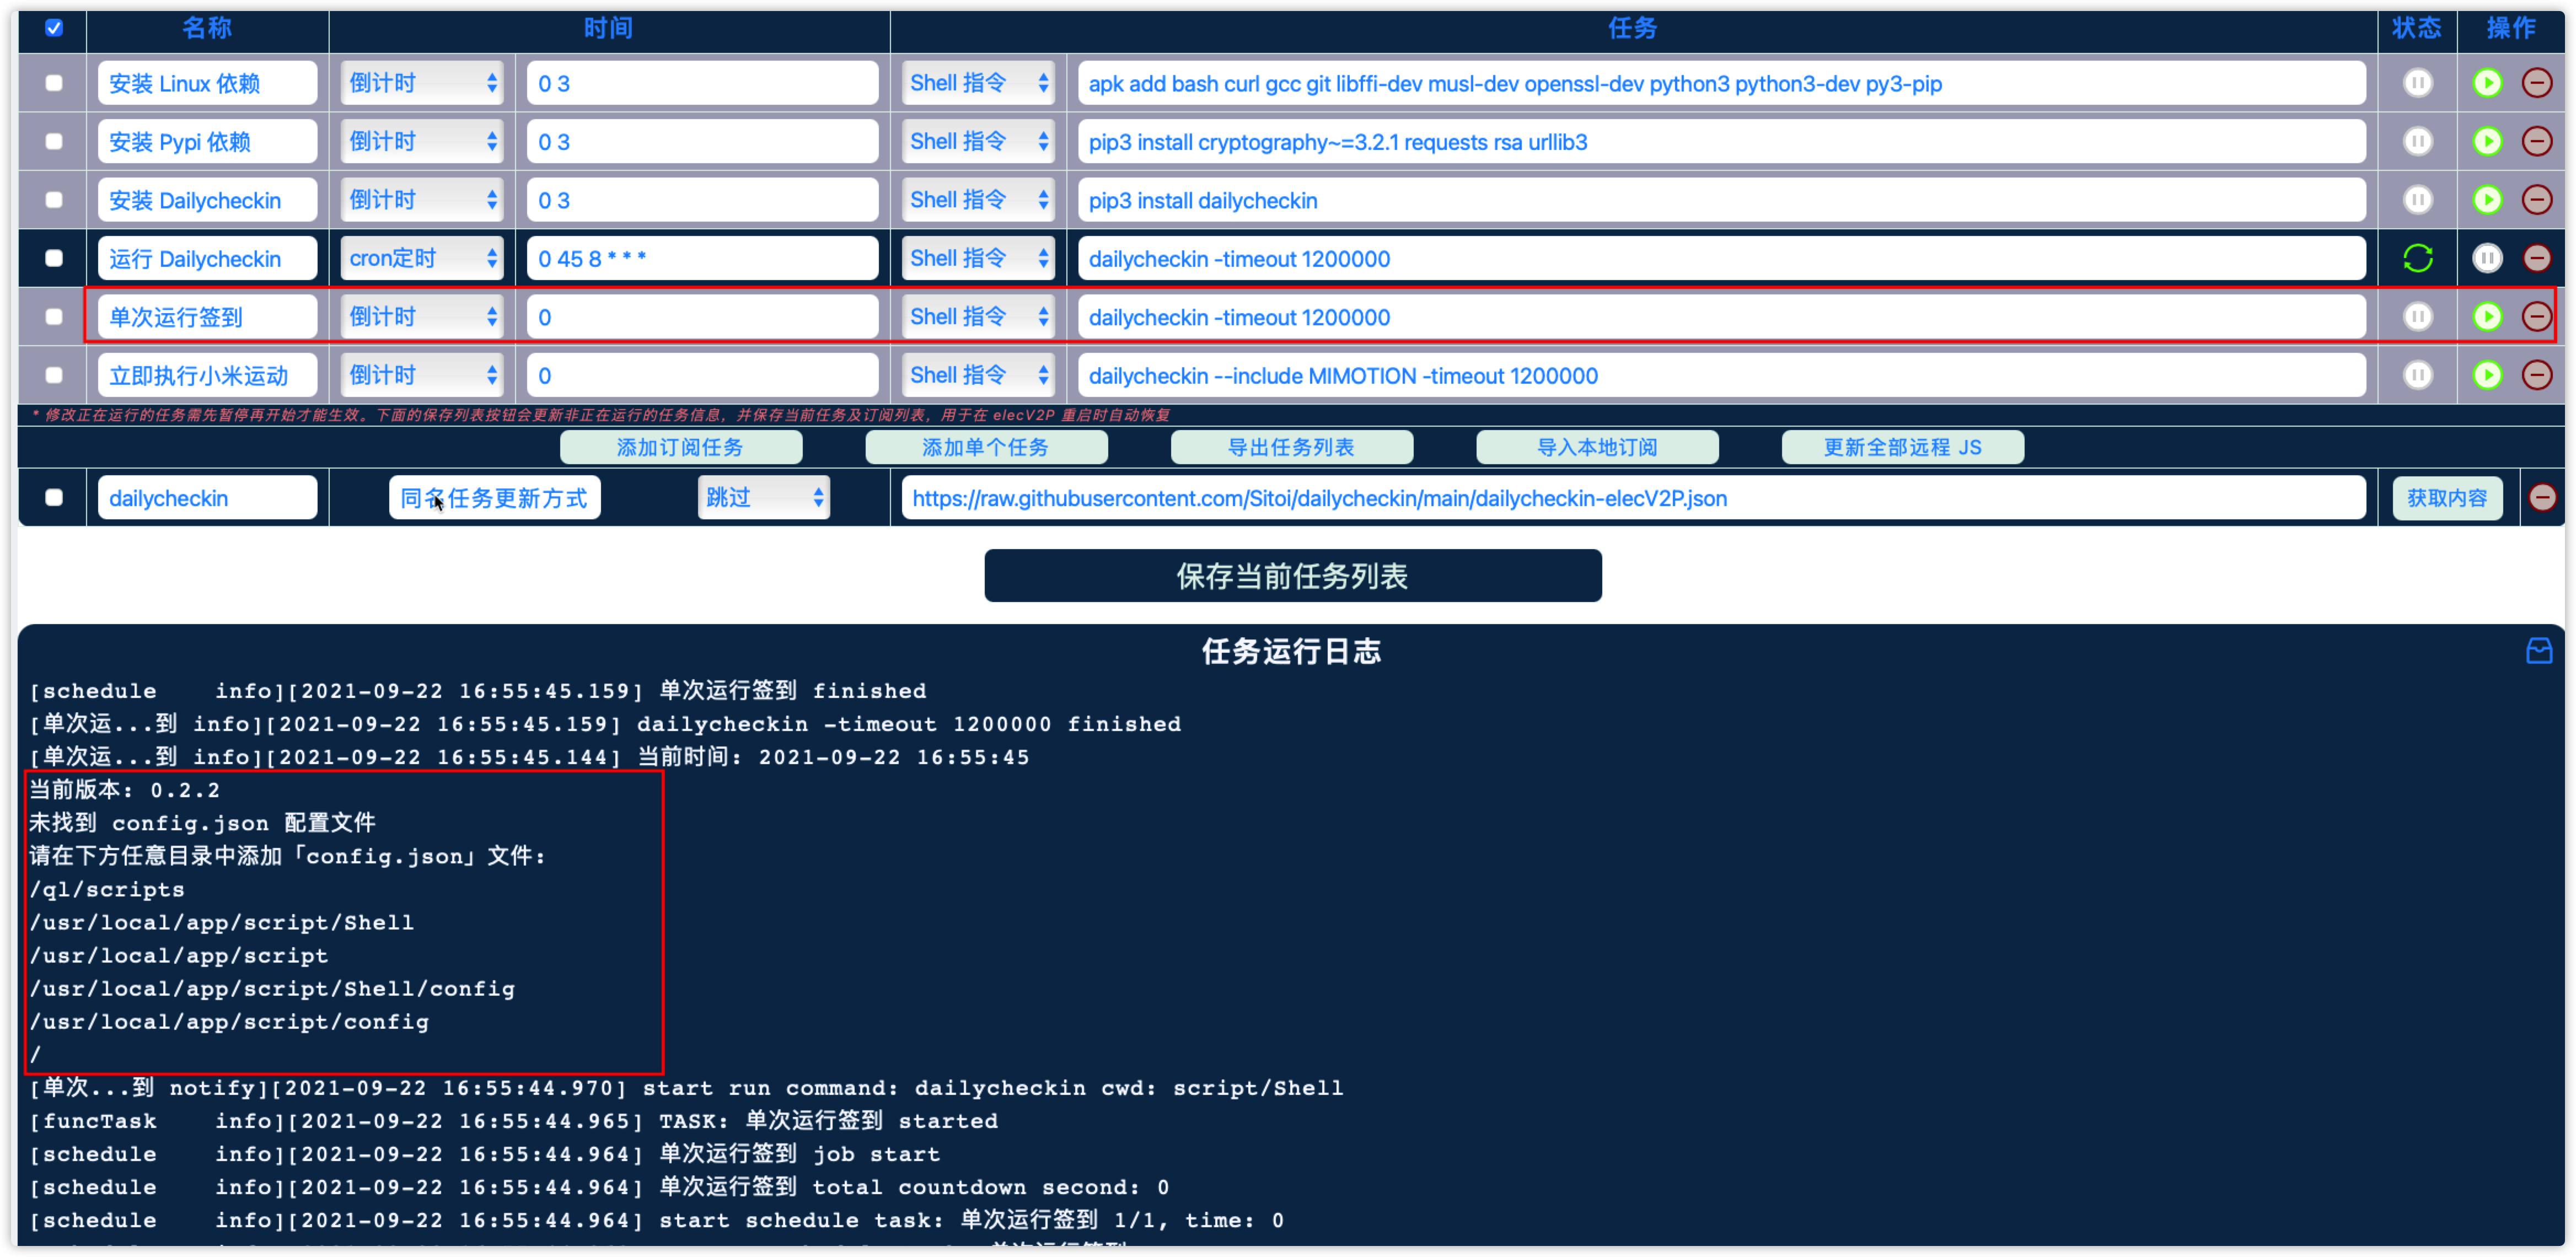 名称 时间 任务 状态 操作
安装 Linux 依赖 倒计时 0 3 Shell 指令 apk add bash curl gcc git libffi-dev musl-dev openssl-dev python3 python3-dev py3-pip
安装 Pypi 依赖 倒计时 0 3 Shell 指令 pip3 install cryptography~=3.2.1 requests rsa urllib3
安装 Dailycheckin 倒计时 0 3 Shell 指令 pip3 install dailycheckin
运行 Dailycheckin cron定时 0 45 8 * * * Shell 指令 dailycheckin -timeout 1200000
单次运行签到 倒计时 0 Shell 指令 dailycheckin -timeout 1200000
立即执行小米运动 倒计时 0 Shell 指令 dailycheckin --include MIMOTION -timeout 1200000
* 修改正在运行的任务需先暂停再开始才能生效。下面的保存列表按钮会更新非正在运行的任务信息，并保存当前任务及订阅列表，用于在 elecV2P 重启时自动恢复
添加订阅任务 添加单个任务 导出任务列表 导入本地订阅 更新全部远程 JS
dailycheckin 同名任务更新方式 跳过 https://raw.githubusercontent.com/Sitoi/dailycheckin/main/dailycheckin-elecV2P.json 获取内容
保存当前任务列表
任务运行日志
[schedule info][2021-09-22 16:55:45.159] 单次运行签到 finished
[单次运...到 info][2021-09-22 16:55:45.159] dailycheckin -timeout 1200000 finished
[单次运...到 info][2021-09-22 16:55:45.144] 当前时间: 2021-09-22 16:55:45
当前版本: 0.2.2
未找到 config.json 配置文件
请在下方任意目录中添加「config.json」文件:
/ql/scripts
/usr/local/app/script/Shell
/usr/local/app/script
/usr/local/app/script/Shell/config
/usr/local/app/script/config
/
[单次...到 notify][2021-09-22 16:55:44.970] start run command: dailycheckin cwd: script/Shell
[funcTask info][2021-09-22 16:55:44.965] TASK: 单次运行签到 started
[schedule info][2021-09-22 16:55:44.964] 单次运行签到 job start
[schedule info][2021-09-22 16:55:44.964] 单次运行签到 total countdown second: 0
[schedule info][2021-09-22 16:55:44.964] start schedule task: 单次运行签到 1/1, time: 0